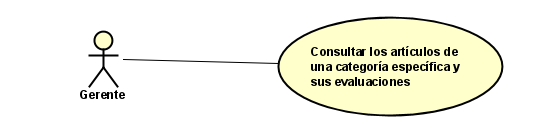 Consultar los artículos de
una categoría específica y
sus evaluaciones
Gerente